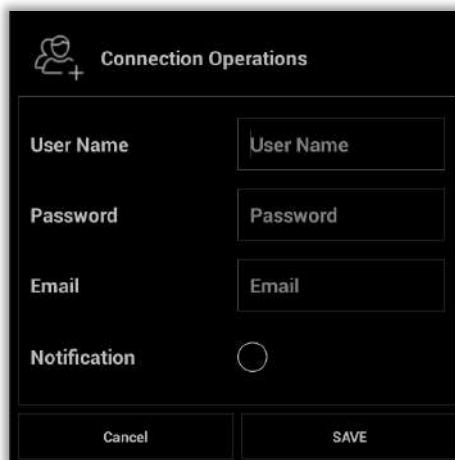 Connection Operations
User Name User Name
Password Password
Email Email
Notification
Cancel SAVE